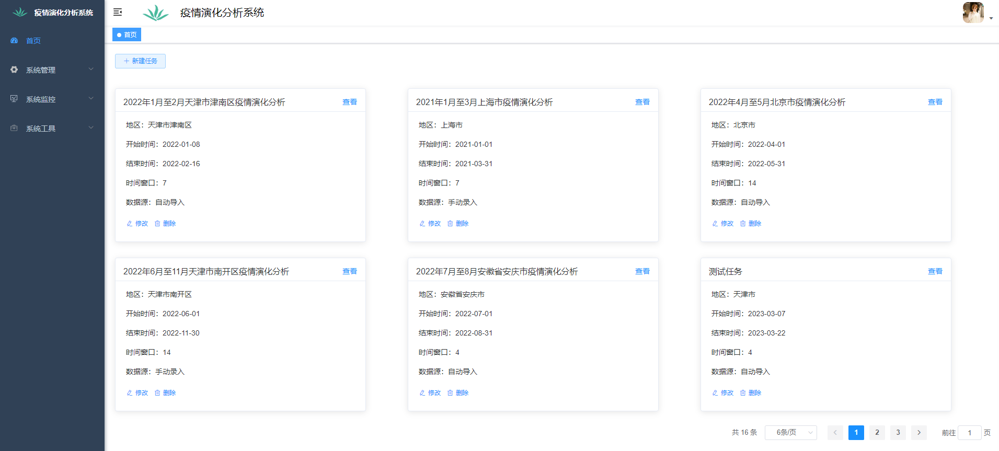 疫情演化分析系统
首页
系统管理
系统监控
系统工具
疫情演化分析系统
首页
新建任务
2022年1月至2月天津市津南区疫情演化分析 查看
地区：天津市津南区
开始时间：2022-01-08
结束时间：2022-02-16
时间窗口：7
数据源：自动导入
修改 删除
2021年1月至3月上海市疫情演化分析 查看
地区：上海市
开始时间：2021-01-01
结束时间：2021-03-31
时间窗口：7
数据源：手动录入
修改 删除
2022年4月至5月北京市疫情演化分析 查看
地区：北京市
开始时间：2022-04-01
结束时间：2022-05-31
时间窗口：14
数据源：自动导入
修改 删除
2022年6月至11月天津市南开区疫情演化分析 查看
地区：天津市南开区
开始时间：2022-06-01
结束时间：2022-11-30
时间窗口：14
数据源：手动录入
修改 删除
2022年7月至8月安徽省安庆市疫情演化分析 查看
地区：安徽省安庆市
开始时间：2022-07-01
结束时间：2022-08-31
时间窗口：4
数据源：自动导入
修改 删除
测试任务 查看
地区：天津市
开始时间：2023-03-07
结束时间：2023-03-22
时间窗口：4
数据源：自动导入
修改 删除
共 16 条 6条/页 1 2 3 前往 1 页